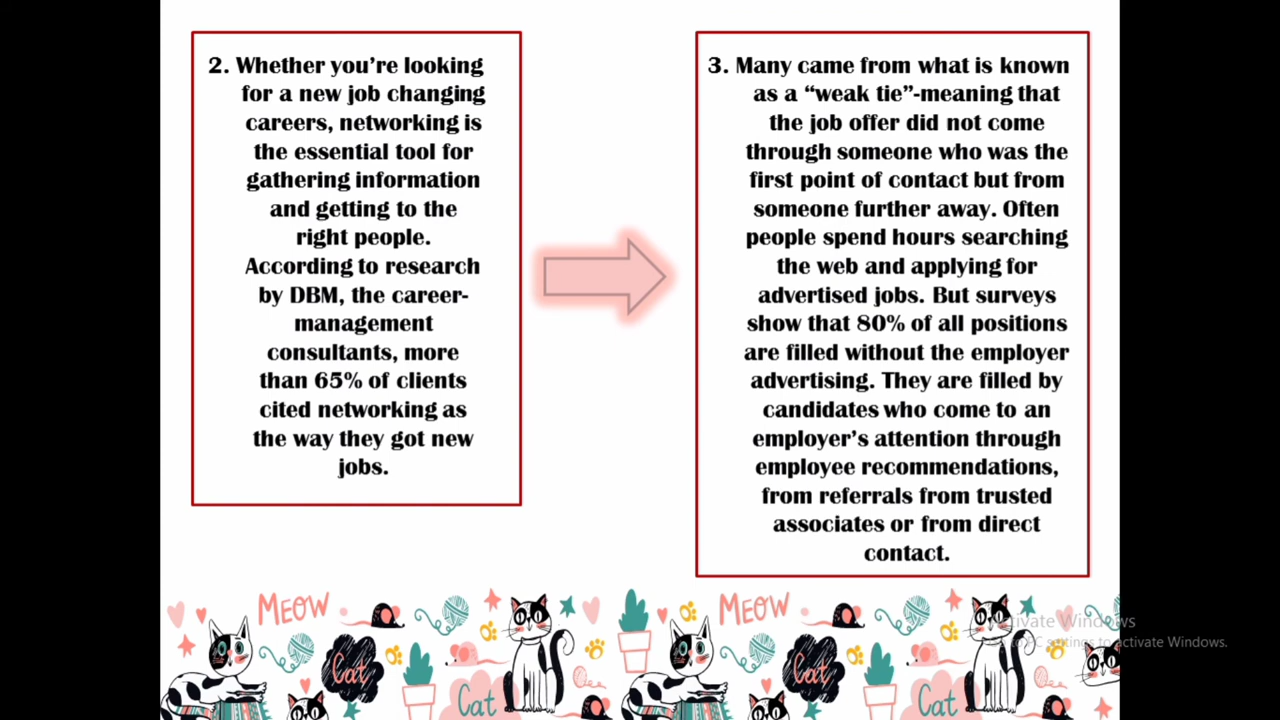 2. Whether you're looking
for a new job changing
careers, networking is
the essential tool for
gathering information
and getting to the
right people.
According to research
by DBM, the career-
management
consultants, more
than 65% of clients
cited networking as
the way they got new
jobs.
3. Many came from what is known
as a “weak tie”-meaning that
the job offer did not come
through someone who was the
first point of contact but from
someone further away. Often
people spend hours searching
the web and applying for
advertised jobs. But surveys
show that 80% of all positions
are filled without the employer
advertising. They are filled by
candidates who come to an
employer's attention through
employee recommendations,
from referrals from trusted
associates or from direct
contact.
MEOW
MEOW
Cat
Cat
Cat
Cat
Windows
settings to activate Windows.